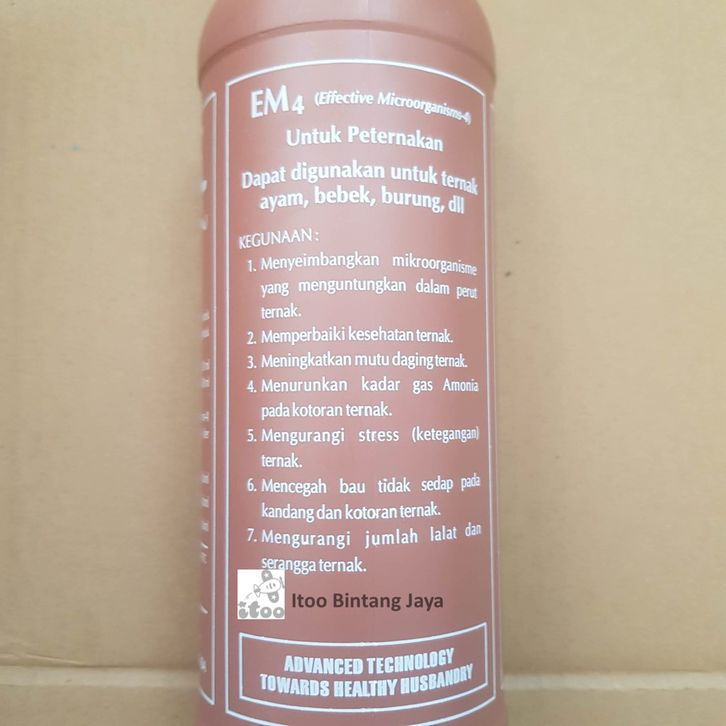 EM4 (Effective Microorganisms-4)
Untuk Peternakan
Dapat digunakan untuk ternak
ayam, bebek, burung, dll
KEGUNAAN :
1. Menyeimbangkan mikroorganisme
yang menguntungkan dalam perut
ternak.
2. Memperbaiki kesehatan ternak.
3. Meningkatkan mutu daging ternak.
4. Menurunkan kadar gas Amonia
pada kotoran ternak.
5. Mengurangi stress (ketegangan)
ternak.
6. Mencegah bau tidak sedap pada
kandang dan kotoran ternak.
7. Mengurangi jumlah lalat dan
serangga ternak.
itoo Itoo Bintang Jaya
ADVANCED TECHNOLOGY
TOWARDS HEALTHY HUSBANDRY